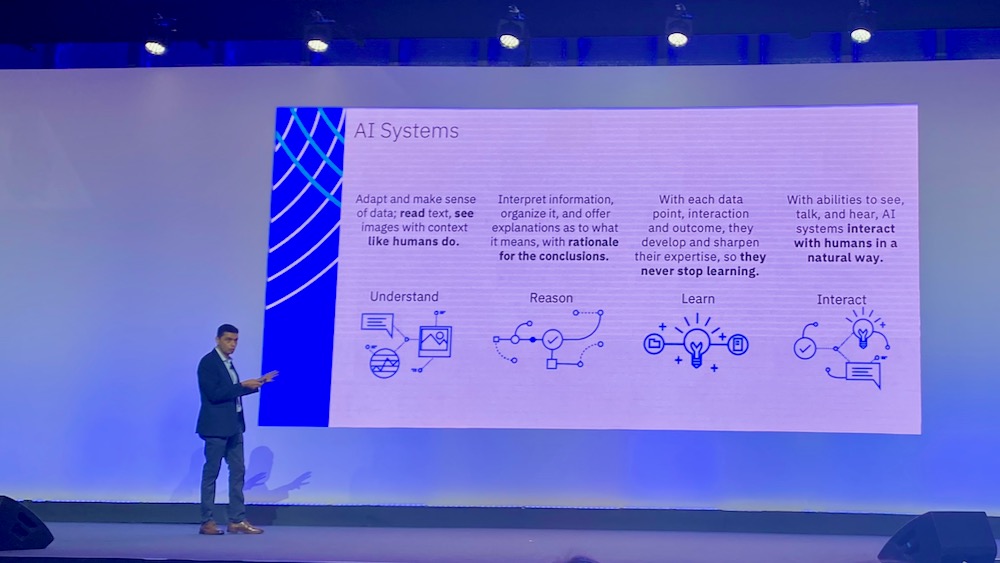 AI Systems
Adapt and make sense
of data; read text, see
images with context
like humans do.
Understand
Interpret information,
organize it, and offer
explanations as to what
it means, with rationale
for the conclusions.
Reason
With each data
point, interaction
and outcome, they
develop and sharpen
their expertise, so they
never stop learning.
Learn
With abilities to see,
talk, and hear, AI
systems interact
with humans in a
natural way.
Interact